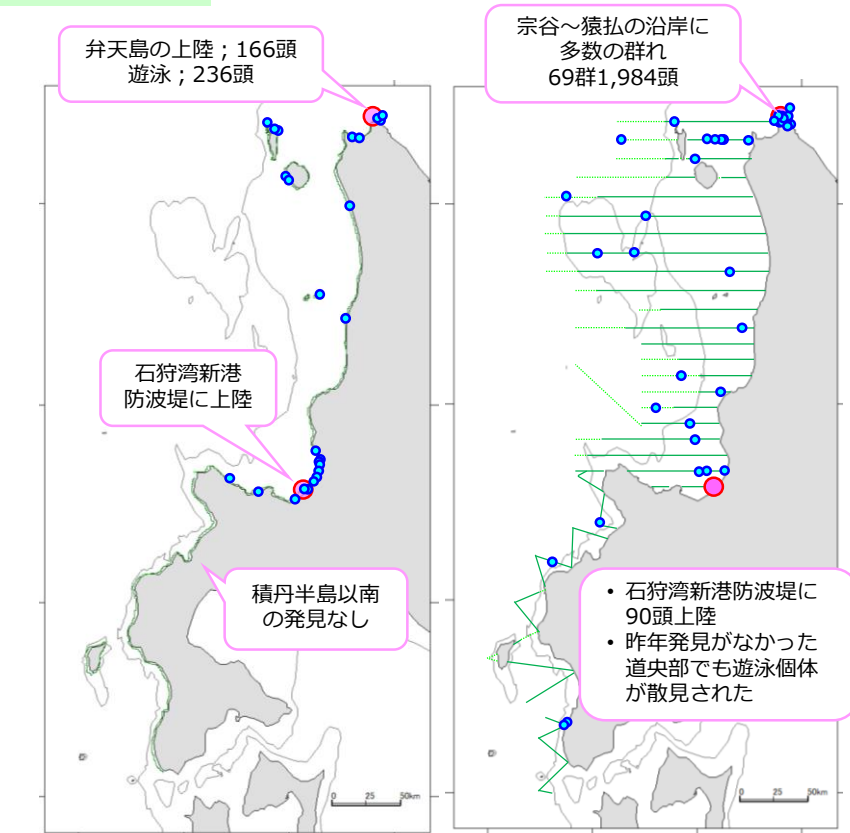 弁天島の上陸；166頭
遊泳；236頭
石狩湾新港
防波堤に上陸
積丹半島以南
の発見なし
0 25 50km
宗谷～猿払の沿岸に
多数の群れ
69群1,984頭
• 石狩湾新港防波堤に
90頭上陸
• 昨年発見がなかった
道央部でも遊泳個体
が散見された
0 25 50km